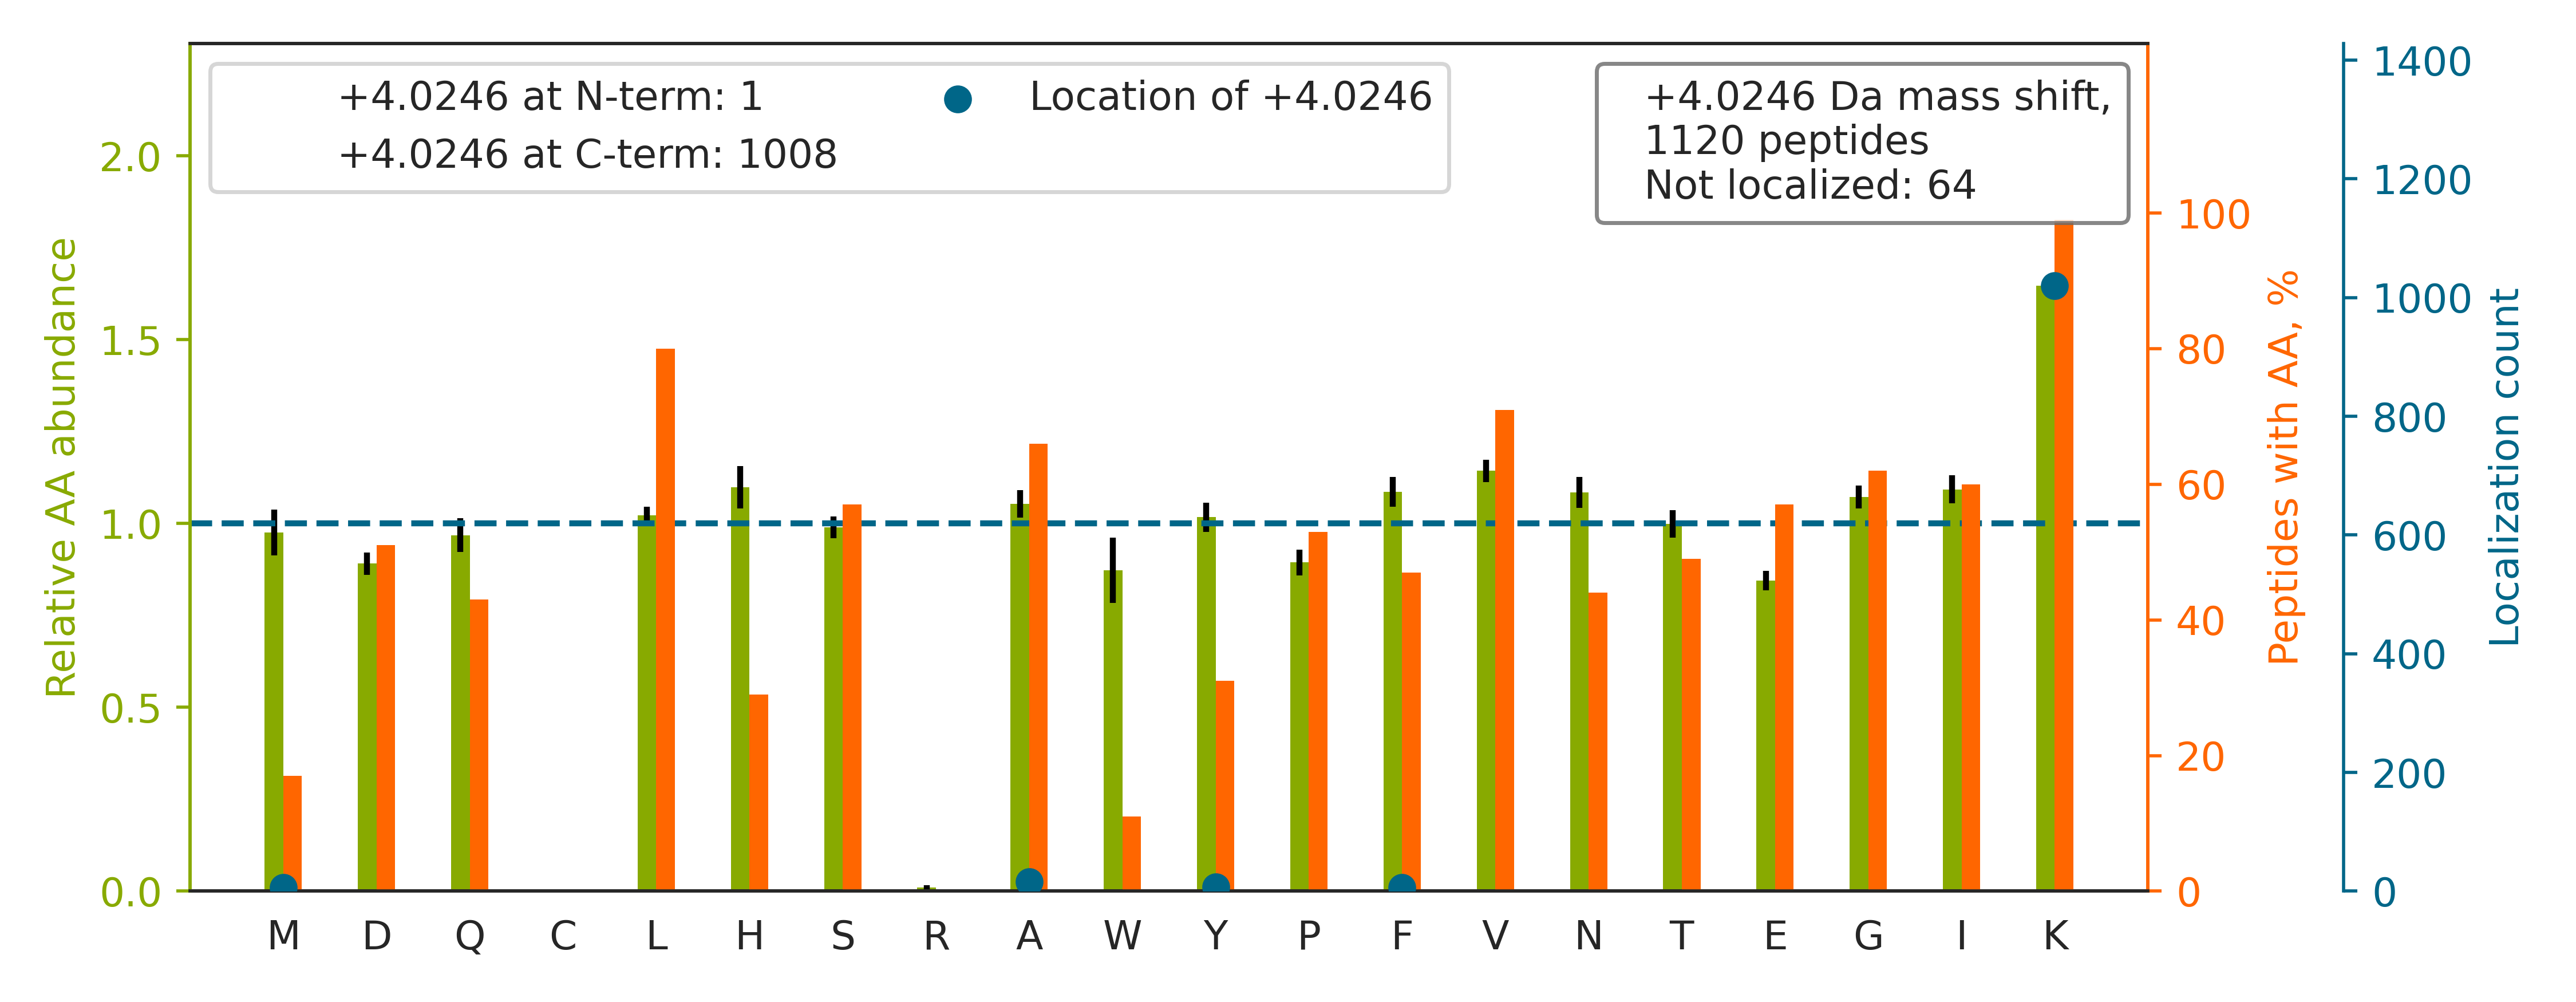 +4.0246 at N-term: 1
+4.0246 at C-term: 1008
Location of +4.0246
+4.0246 Da mass shift,
1120 peptides
Not localized: 64
Relative AA abundance
2.0
1.5
1.0
0.5
0.0
M D Q C L H S R A W Y P F V N T E G I K
100
80
60
40
20
0
Peptides with AA, %
1400
1200
1000
800
600
400
200
0
Localization count